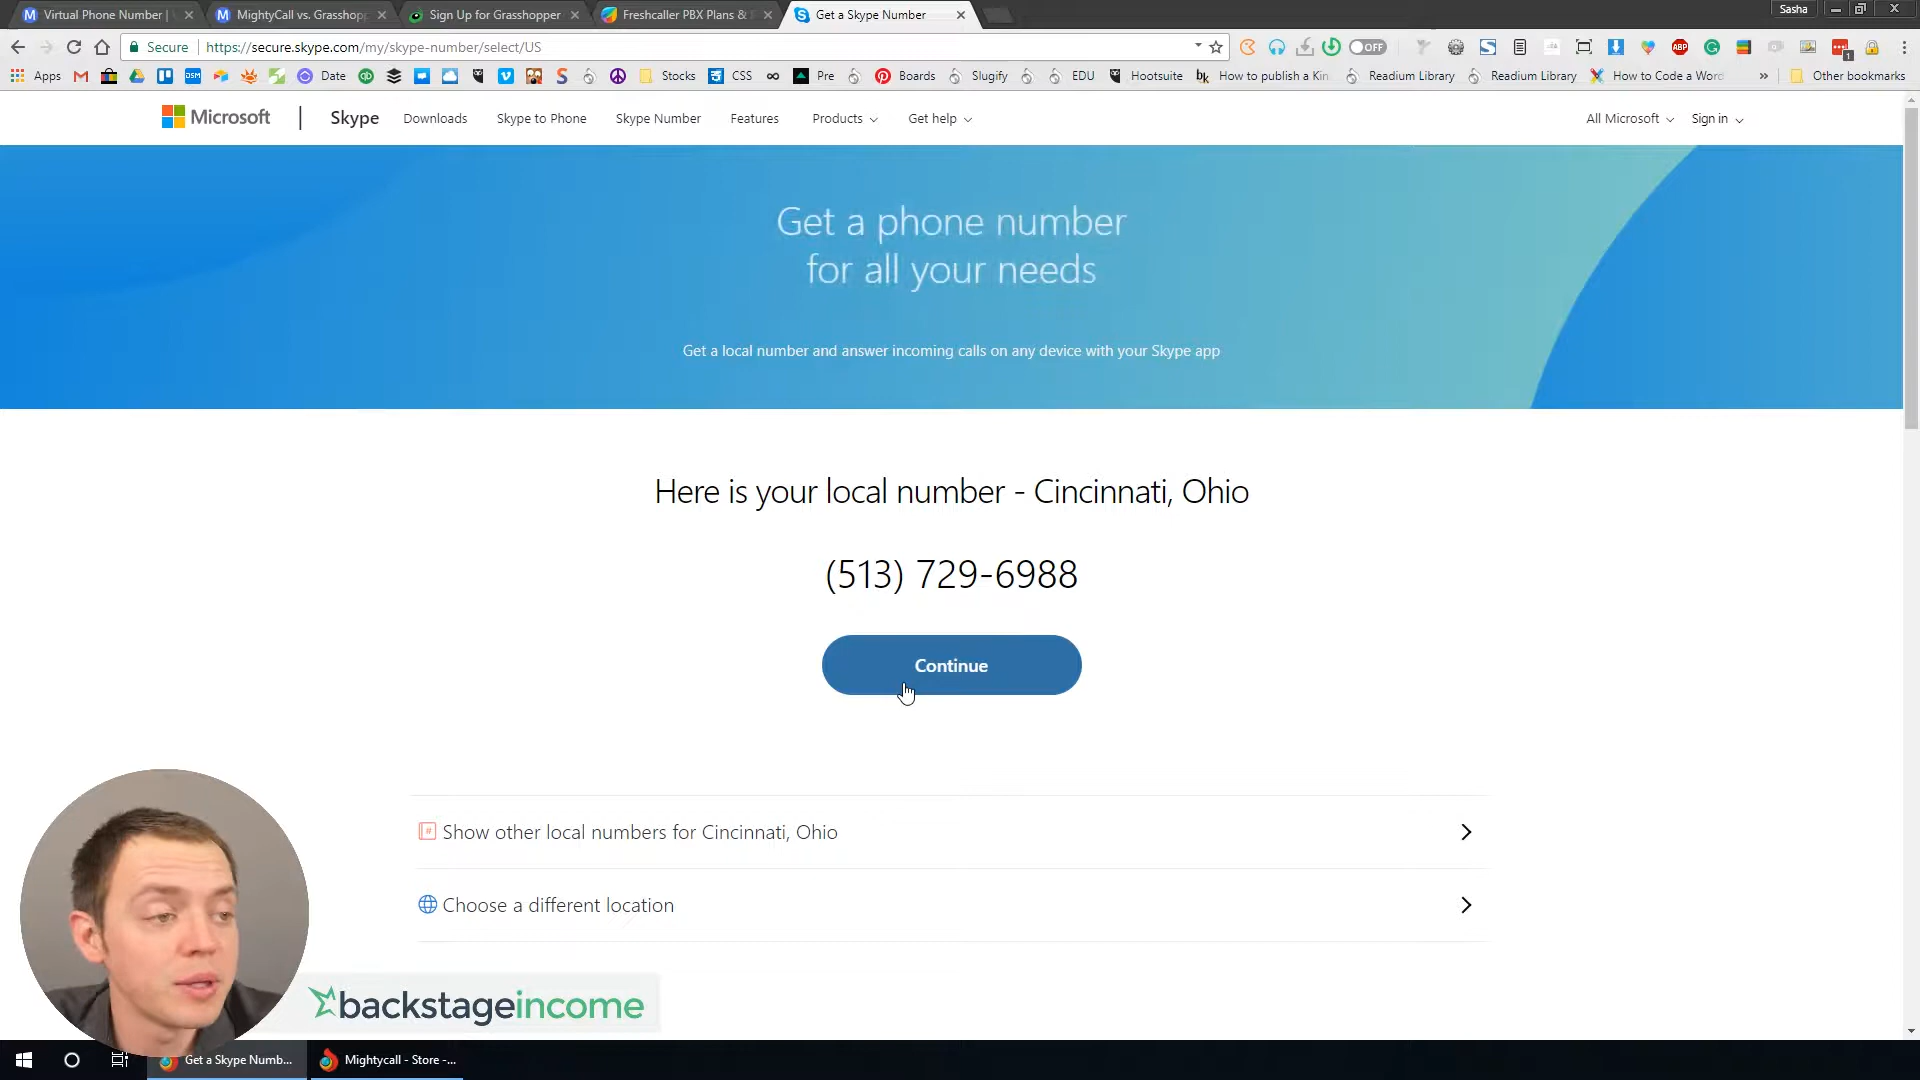 Virtual Phone Number |
MightyCall vs. Grasshopp
Sign Up for Grasshopper
Freshcaller PBX Plans &
Get a Skype Number
Sasha
Secure | https://secure.skype.com/my/skype-number/select/US
OFF
ABP
1
Apps
DSM
Date
Stocks
CSS
Pre
Boards
Slugify
EDU
Hootsuite
How to publish a Kin
Readium Library
Readium Library
How to Code a Word
Other bookmarks
Microsoft
Skype
Downloads
Skype to Phone
Skype Number
Features
Products
Get help
All Microsoft
Sign in
Get a phone number
for all your needs
Get a local number and answer incoming calls on any device with your Skype app
Here is your local number - Cincinnati, Ohio
(513) 729-6988
Continue
Show other local numbers for Cincinnati, Ohio
Choose a different location
backstageincome
Get a Skype Numb...
Mightycall - Store -...